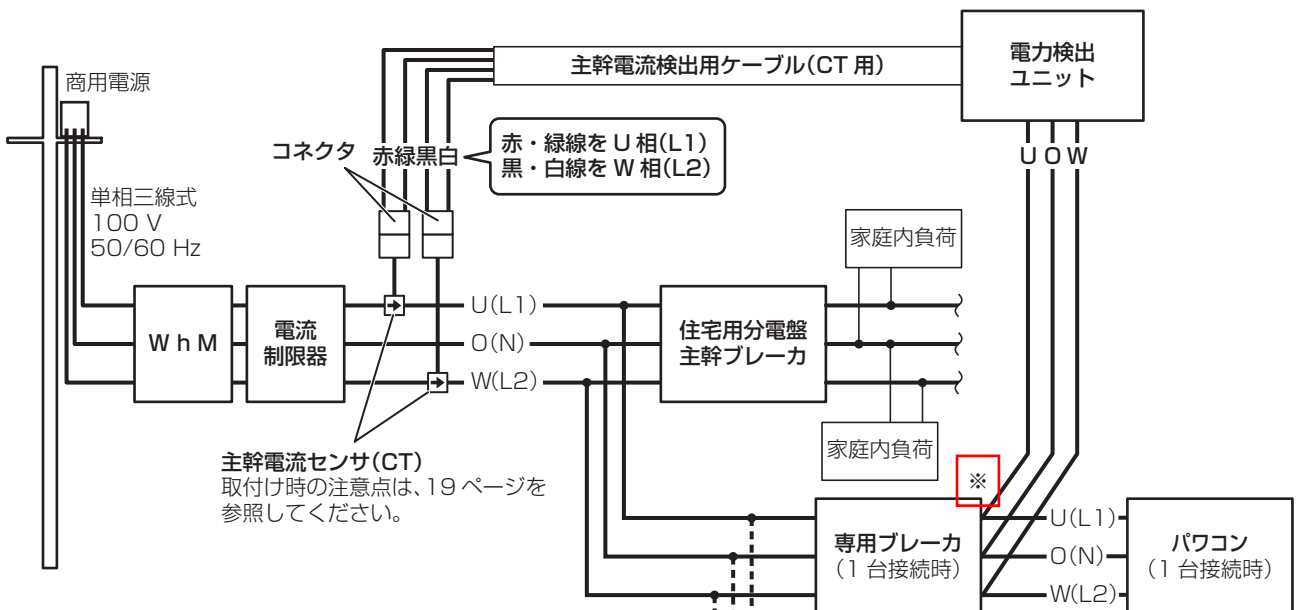 主幹電流検出用ケーブル(CT 用)
電力検出
ユニット
商用電源
コネクタ
赤緑黒白
赤・緑線を U 相(L1)
黒・白線を W 相(L2)
U O W
単相三線式
100 V
50/60 Hz
家庭内負荷
W h M
電流
制限器
U(L1)
O(N)
W(L2)
住宅用分電盤
主幹ブレーカ
家庭内負荷
主幹電流センサ(CT)
取付け時の注意点は、19 ページを
参照してください。
※
専用ブレーカ
(1 台接続時)
U(L1)
O(N)
W(L2)
パワコン
(1 台接続時)